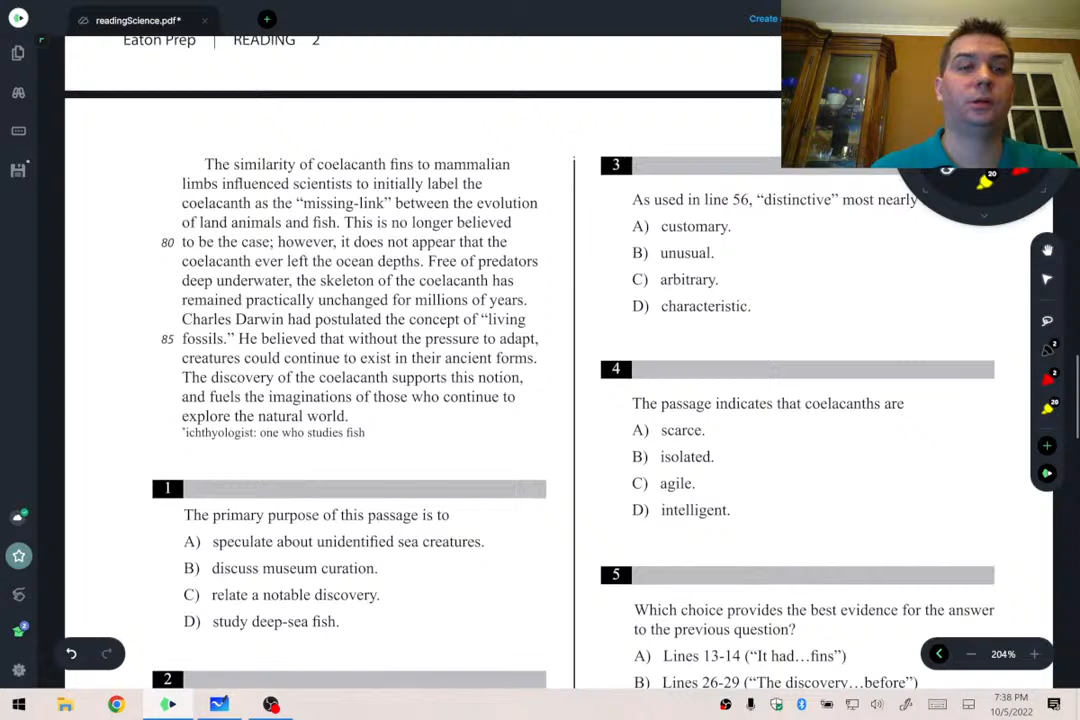 readingScience.pdf*
Create
Eaton Prep | READING 2
The similarity of coelacanth fins to mammalian
limbs influenced scientists to initially label the
coelacanth as the “missing-link” between the evolution
of land animals and fish. This is no longer believed
80 to be the case; however, it does not appear that the
coelacanth ever left the ocean depths. Free of predators
deep underwater, the skeleton of the coelacanth has
remained practically unchanged for millions of years.
Charles Darwin had postulated the concept of “living
85 fossils.” He believed that without the pressure to adapt,
creatures could continue to exist in their ancient forms.
The discovery of the coelacanth supports this notion,
and fuels the imaginations of those who continue to
explore the natural world.
*ichthyologist: one who studies fish
1
The primary purpose of this passage is to
A) speculate about unidentified sea creatures.
B) discuss museum curation.
C) relate a notable discovery.
D) study deep-sea fish.
2
3
As used in line 56, “distinctive” most nearly
A) customary.
B) unusual.
C) arbitrary.
D) characteristic.
4
The passage indicates that coelacanths are
A) scarce.
B) isolated.
C) agile.
D) intelligent.
5
Which choice provides the best evidence for the answer
to the previous question?
A) Lines 13-14 (“It had…fins”)
B) Lines 26-29 (“The discovery…before”)
20
2
2
20
2
204%
7:38 PM
10/5/2022